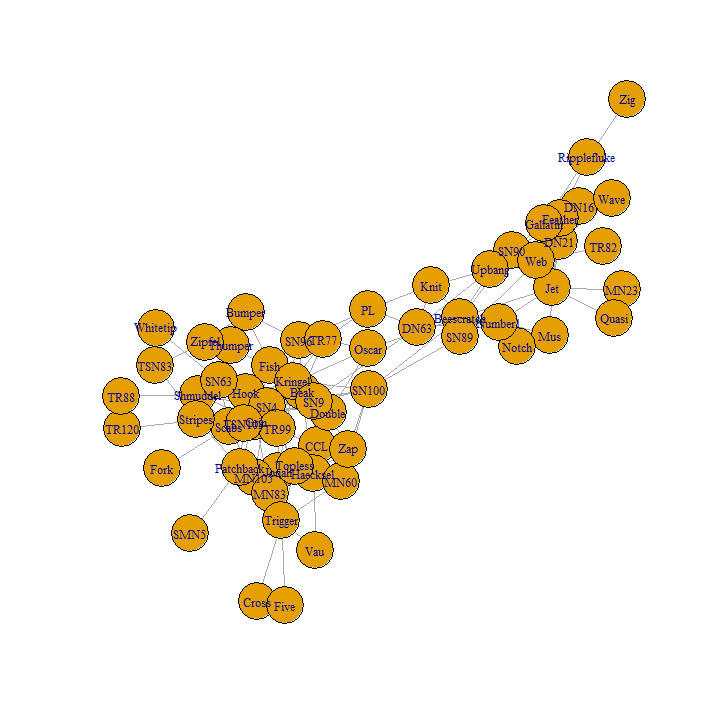 Zig
Ripplefluke
Wave
DN16
Feather
Gallatin
DN21
TR82
SN90
Web
Upbang
Jet
MN23
Knit
PL
Quasi
Beescratch
Number1
DN63
SN89
Mus
Notch
Bumper
Whitetip
Zipfel
Thumper
SN96
TR77
Oscar
TSN83
Fish
SN63
Kringel
SN100
TR88
Shmuddel
Hook
Beak
SN9
SN4
Double
Stripes
TR120
Scabs
TSN103
TR99
CCL
Zap
Fork
Patchback
Topless
Haecksel
MN105
MN60
MN83
Trigger
SMN5
Vau
Cross
Five